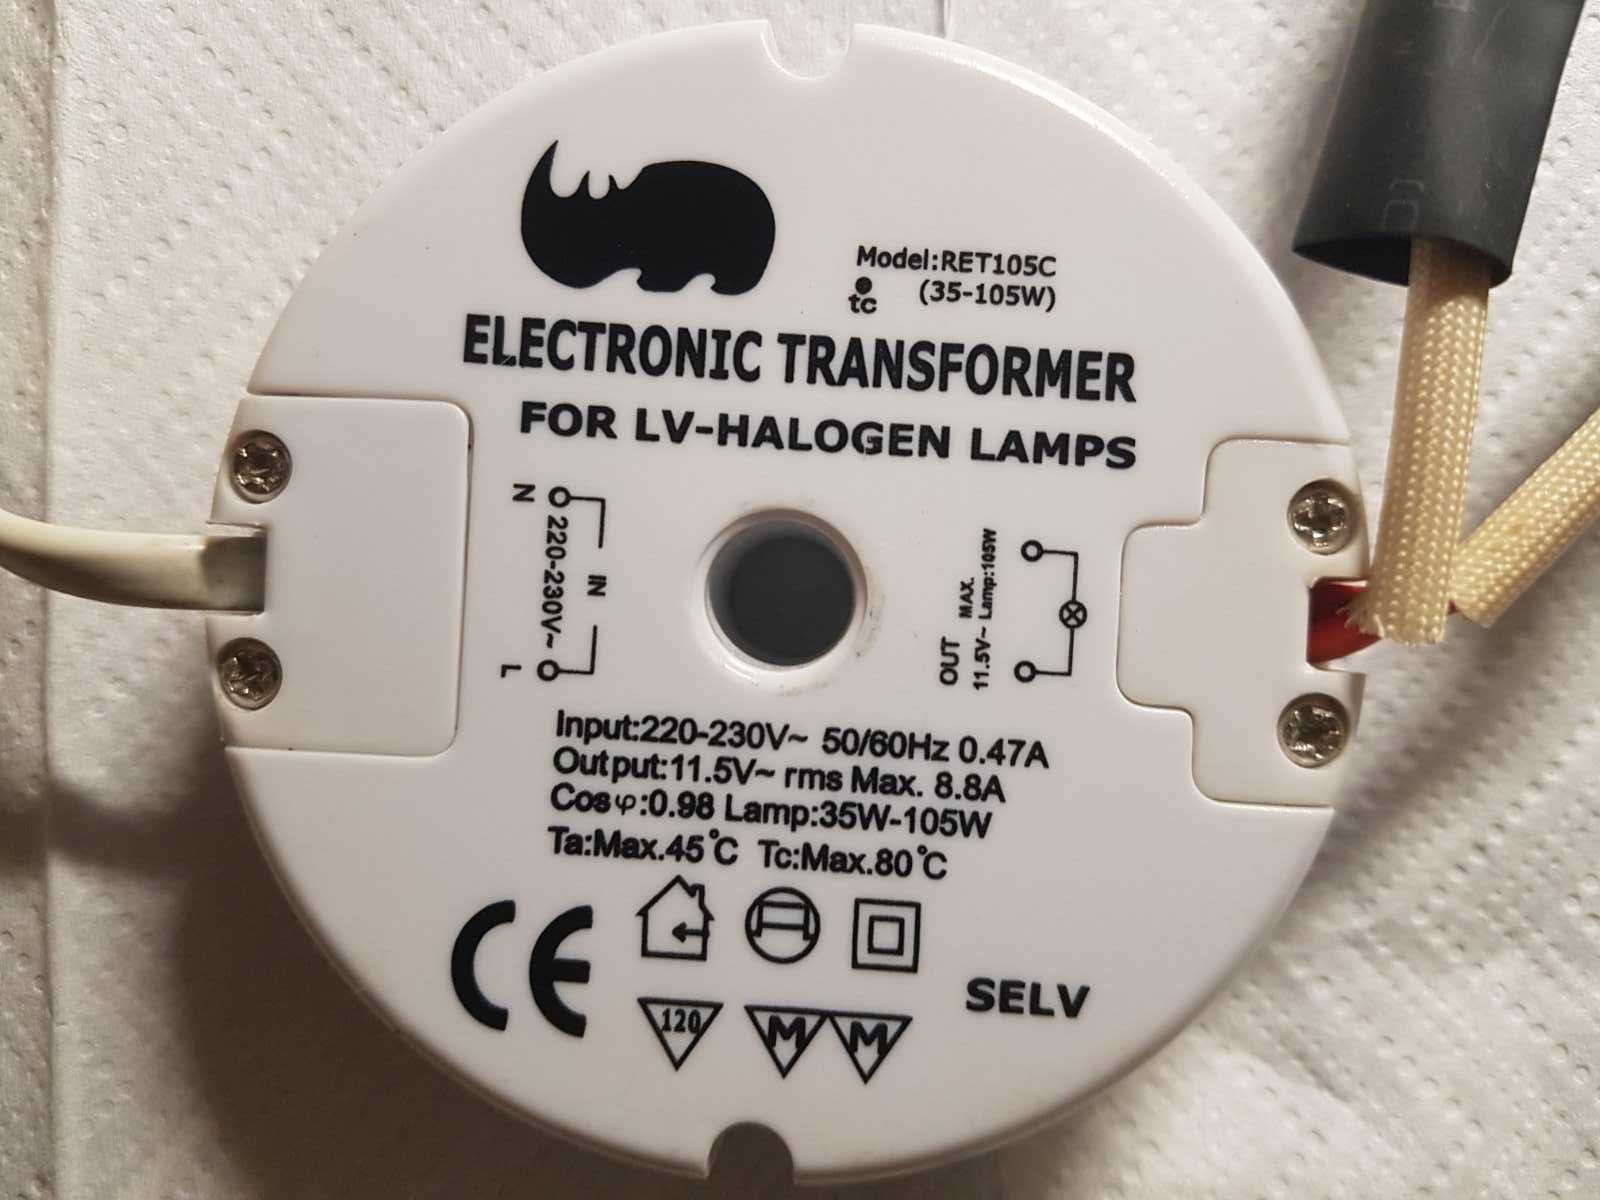 Model:RET105C
tc (35-105W)
ELECTRONIC TRANSFORMER
FOR LV-HALOGEN LAMPS
N
220-230V~
IN
L
OUT
MAX.
11.5V~ Lamp:105W
Input:220-230V~ 50/60Hz 0.47A
Output:11.5V~ rms Max. 8.8A
Cosφ:0.98 Lamp:35W-105W
Ta:Max.45°C Tc:Max.80°C
CE
SELV
120
M M